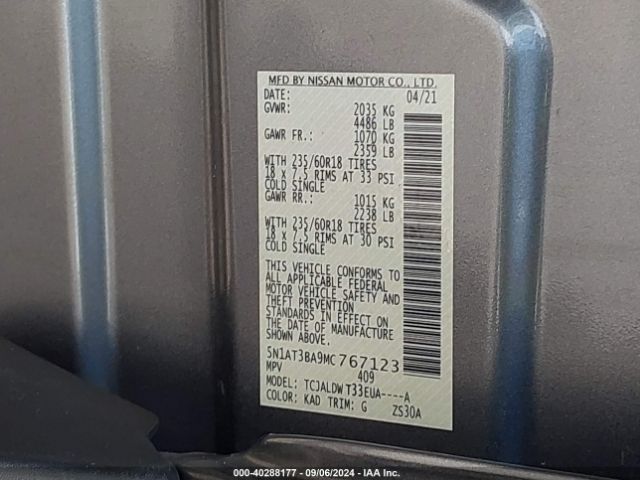 MFD BY NISSAN MOTOR CO., LTD.
DATE: 04/21
GVWR: 2035 KG
4486 LB
GAWR FR.: 1070 KG
2359 LB
WITH 235/60R18 TIRES
18 x 7.5 RIMS AT 33 PSI
COLD SINGLE
GAWR RR.: 1015 KG
2238 LB
WITH 235/60R18 TIRES
18 x 7.5 RIMS AT 30 PSI
COLD SINGLE
THIS VEHICLE CONFORMS TO
ALL APPLICABLE FEDERAL
MOTOR VEHICLE SAFETY AND
THEFT PREVENTION
STANDARDS IN EFFECT ON
THE DATE OF MANUFACTURE
SHOWN ABOVE.
5N1AT3BA9MC767123
MPV 409
MODEL: TCJALDW T33EUA----A
COLOR: KAD TRIM: G ZS30A
000-40288177 - 09/06/2024 - IAA Inc.